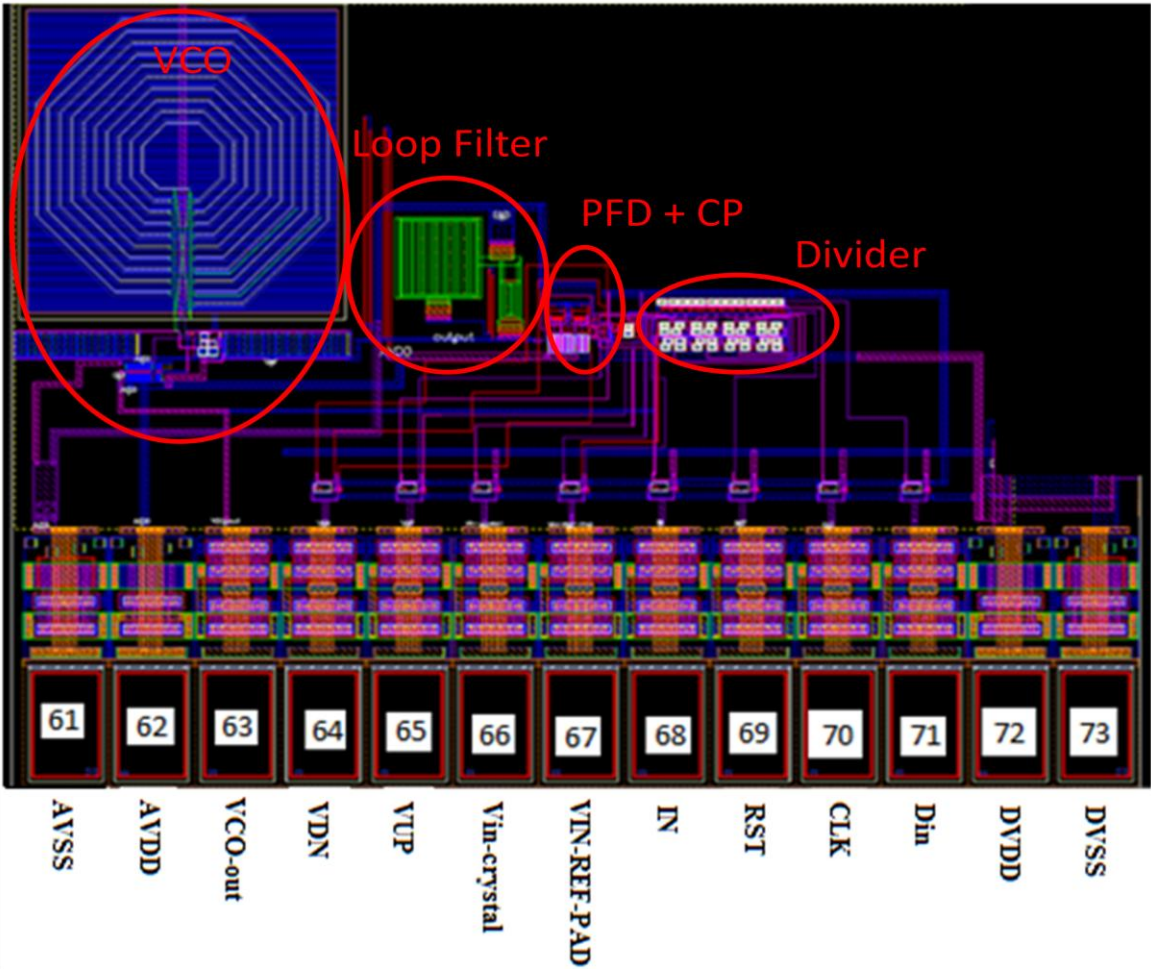 VCO
Loop Filter
PFD + CP
Divider
output
61 62 63 64 65 66 67 68 69 70 71 72 73
AVSS
AVDD
VCO-out
VDN
VUP
Vin-crystal
VIN-REF-PAD
IN
RST
CLK
Din
DVDD
DVSS